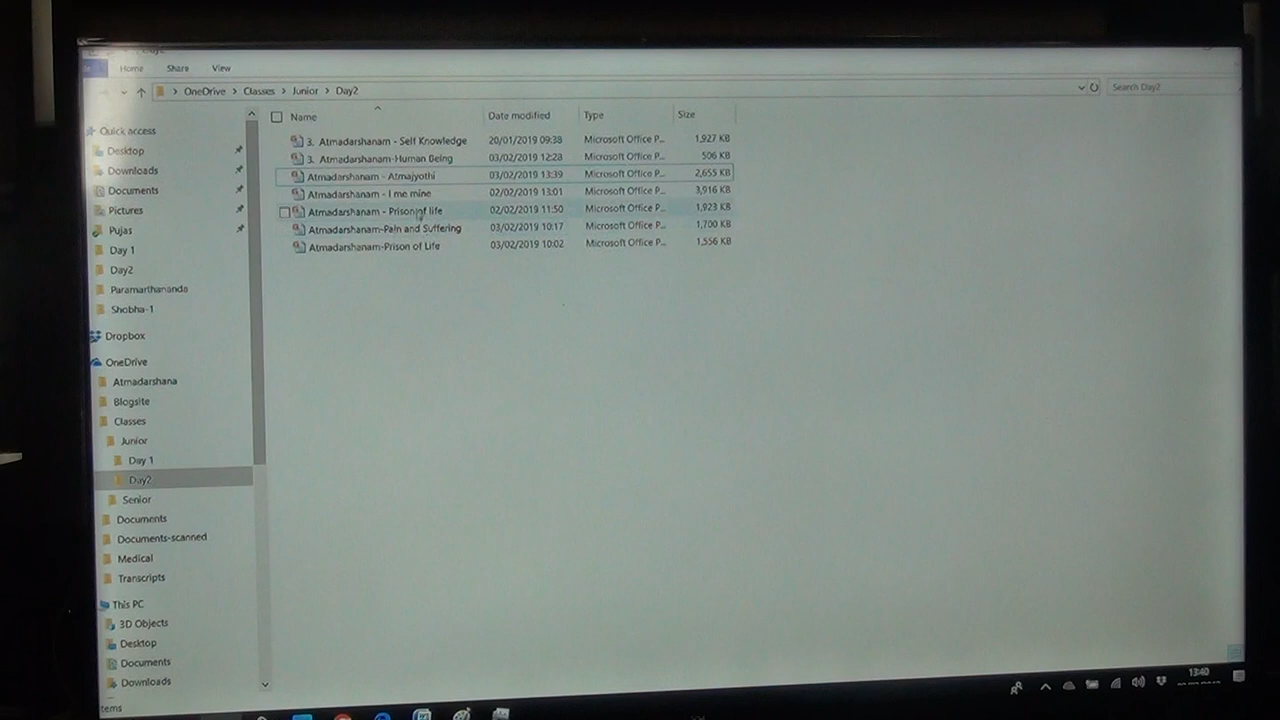 Home Share View
> OneDrive > Classes > Junior > Day2
Search Day2
Name Date modified Type Size
3. Atmadarshanam - Self Knowledge 20/01/2019 09:38 Microsoft Office P... 1,927 KB
3. Atmadarshanam-Human Being 03/02/2019 12:28 Microsoft Office P... 506 KB
Atmadarshanam - Atmajyothi 03/02/2019 13:39 Microsoft Office P... 2,655 KB
Atmadarshanam - I me mine 02/02/2019 13:01 Microsoft Office P... 3,916 KB
Atmadarshanam - Prison of life 02/02/2019 11:50 Microsoft Office P... 1,923 KB
Atmadarshanam-Pain and Suffering 03/02/2019 10:17 Microsoft Office P... 1,700 KB
Atmadarshanam-Prison of Life 03/02/2019 10:02 Microsoft Office P... 1,556 KB
Quick access
Desktop
Downloads
Documents
Pictures
Pujas
Day 1
Day2
Paramarthananda
Shobha-1
Dropbox
OneDrive
Atmadarshana
Blogsite
Classes
Junior
Day 1
Day2
Senior
Documents
Documents-scanned
Medical
Transcripts
This PC
3D Objects
Desktop
Documents
Downloads
tems
13:40